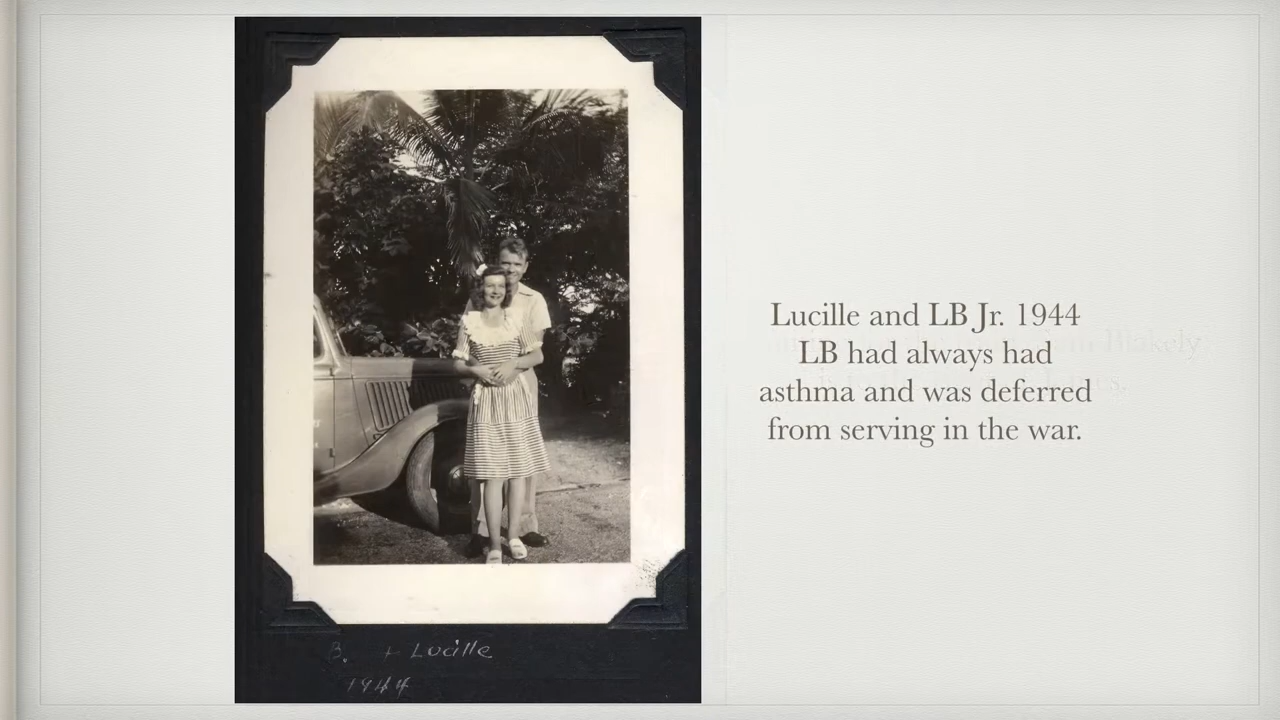 Lucille and LB Jr. 1944
LB had always had
asthma and was deferred
from serving in the war.
B. + Lucille
1944